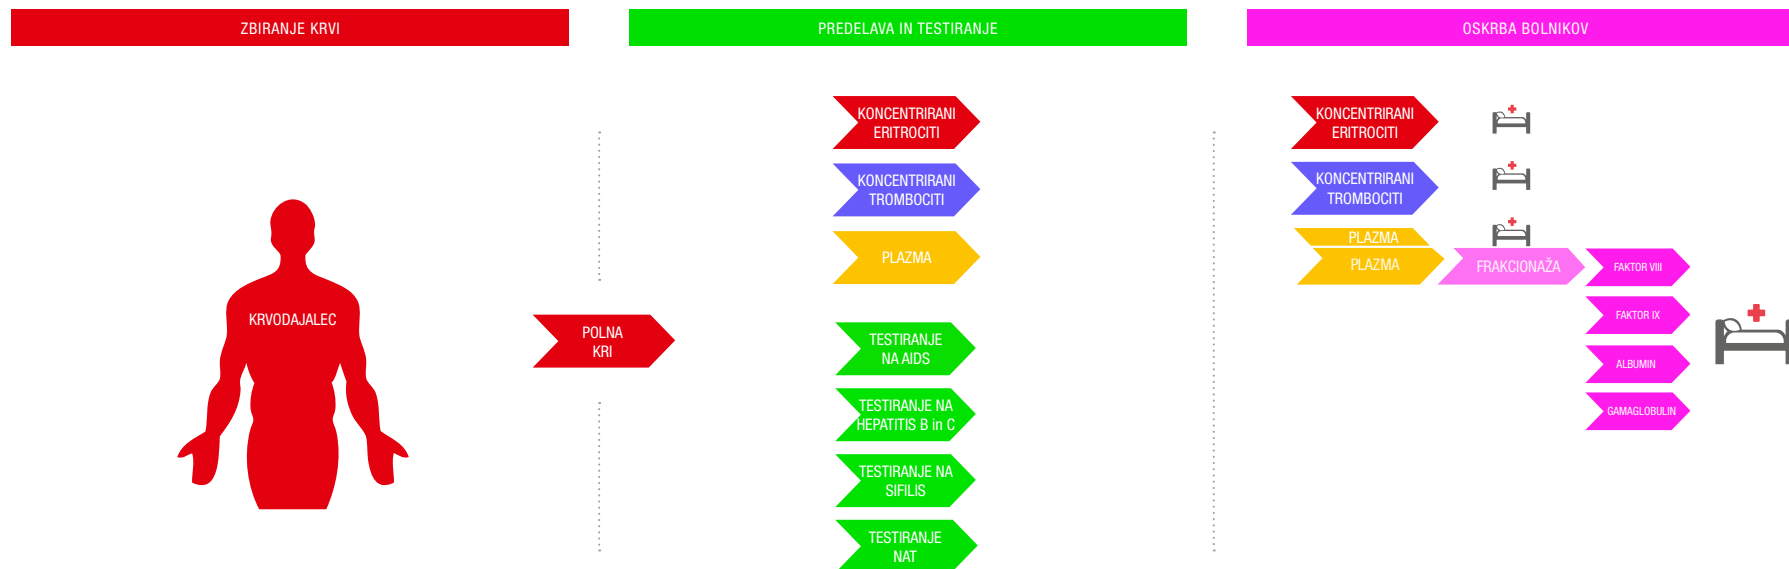 ZBIRANJE KRVI
PREDELAVA IN TESTIRANJE
OSKRBA BOLNIKOV
KRVODAJALEC
POLNA
KRI
KONCENTRIRANI
ERITROCITI
KONCENTRIRANI
TROMBOCITI
PLAZMA
TESTIRANJE
NA AIDS
TESTIRANJE NA
HEPATITIS B in C
TESTIRANJE NA
SIFILIS
TESTIRANJE
NAT
KONCENTRIRANI
ERITROCITI
KONCENTRIRANI
TROMBOCITI
PLAZMA
PLAZMA
FRAKCIONAŽA
FAKTOR VIII
FAKTOR IX
ALBUMIN
GAMAGLOBULIN